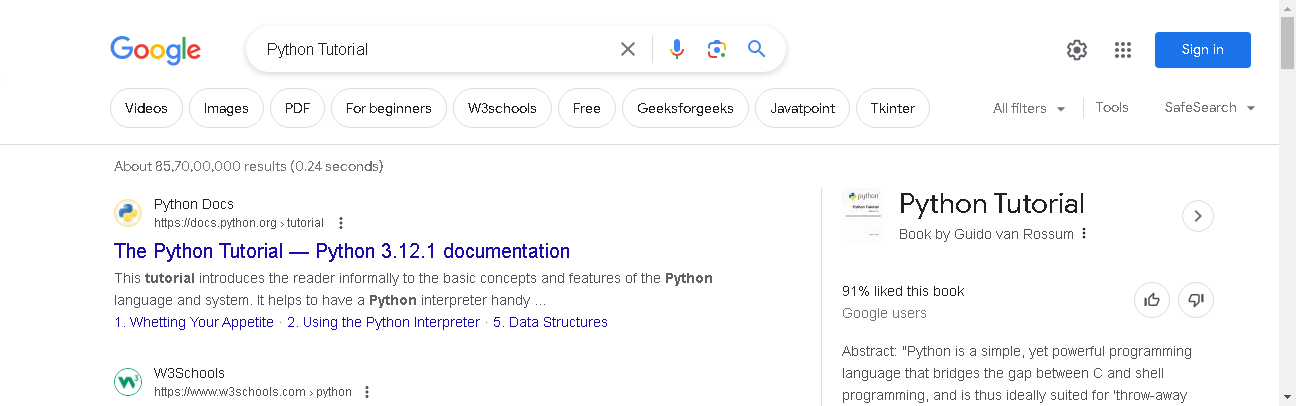 Google
Python Tutorial
Sign in
Videos
Images
PDF
For beginners
W3schools
Free
Geeksforgeeks
Javatpoint
Tkinter
All filters
Tools
SafeSearch
About 85,70,00,000 results (0.24 seconds)
Python Docs
https://docs.python.org › tutorial
The Python Tutorial — Python 3.12.1 documentation
This tutorial introduces the reader informally to the basic concepts and features of the Python
language and system. It helps to have a Python interpreter handy ...
1. Whetting Your Appetite · 2. Using the Python Interpreter · 5. Data Structures
W3Schools
https://www.w3schools.com › python
python
Python Tutorial
Python Tutorial
Book by Guido van Rossum
91% liked this book
Google users
Abstract: "Python is a simple, yet powerful programming
language that bridges the gap between C and shell
programming, and is thus ideally suited for 'throw-away